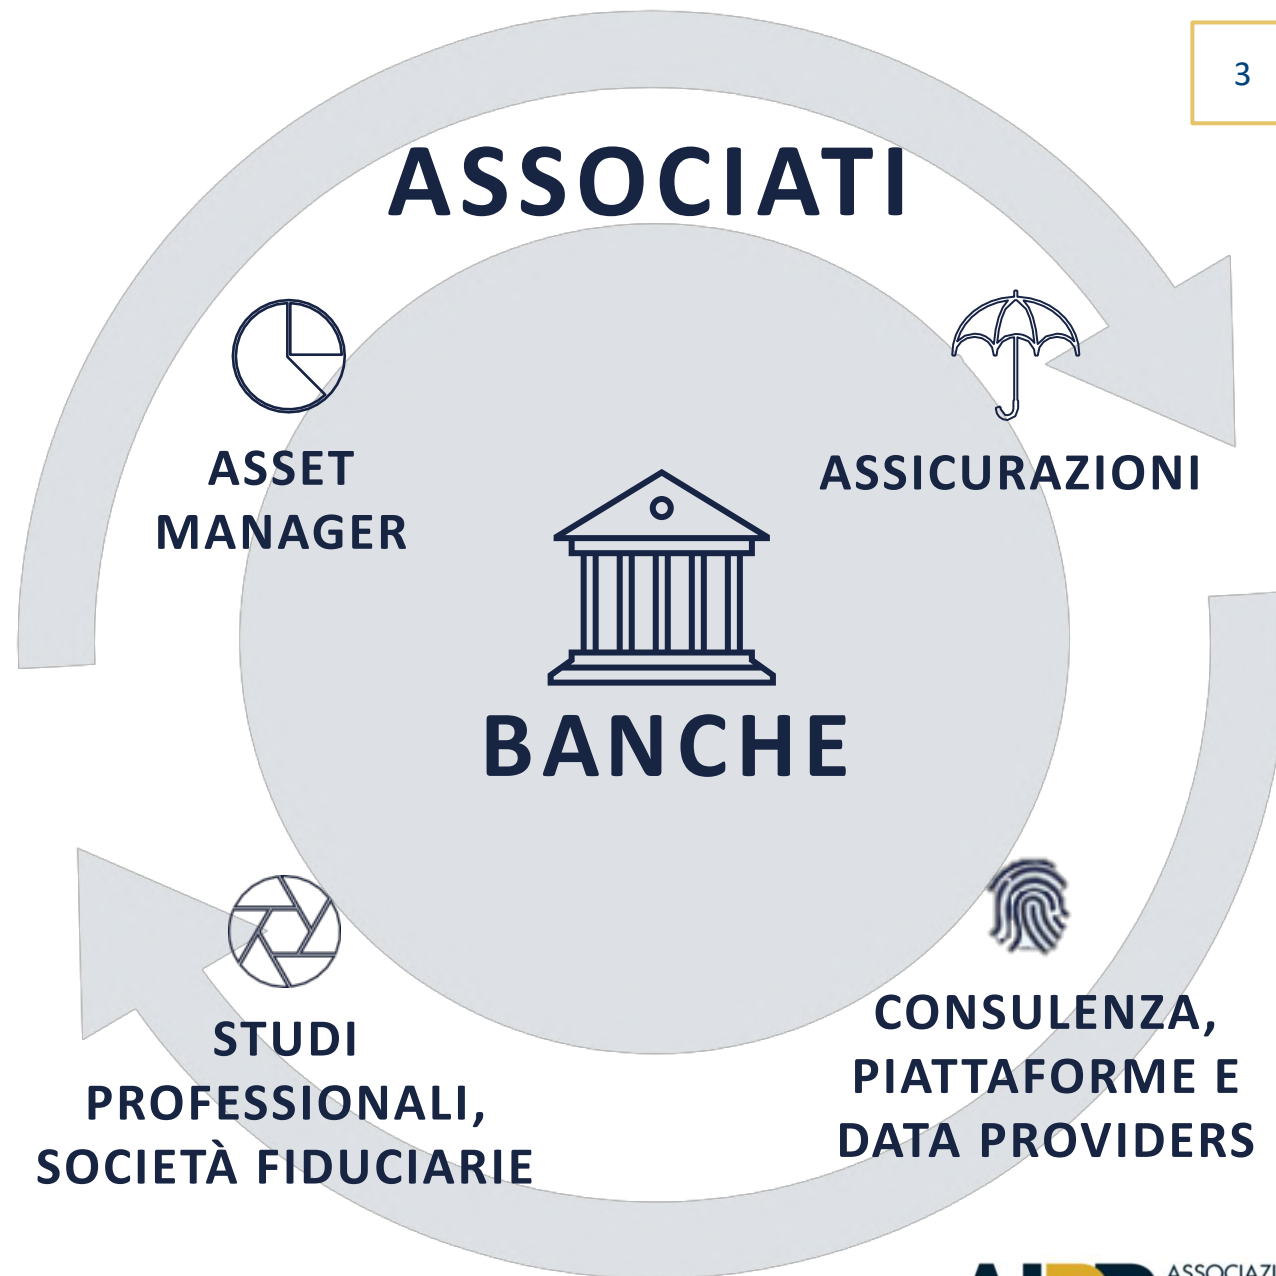 3
ASSOCIATI
ASSET
MANAGER
ASSICURAZIONI
BANCHE
STUDI
PROFESSIONALI,
SOCIETÀ FIDUCIARIE
CONSULENZA,
PIATTAFORME E
DATA PROVIDERS